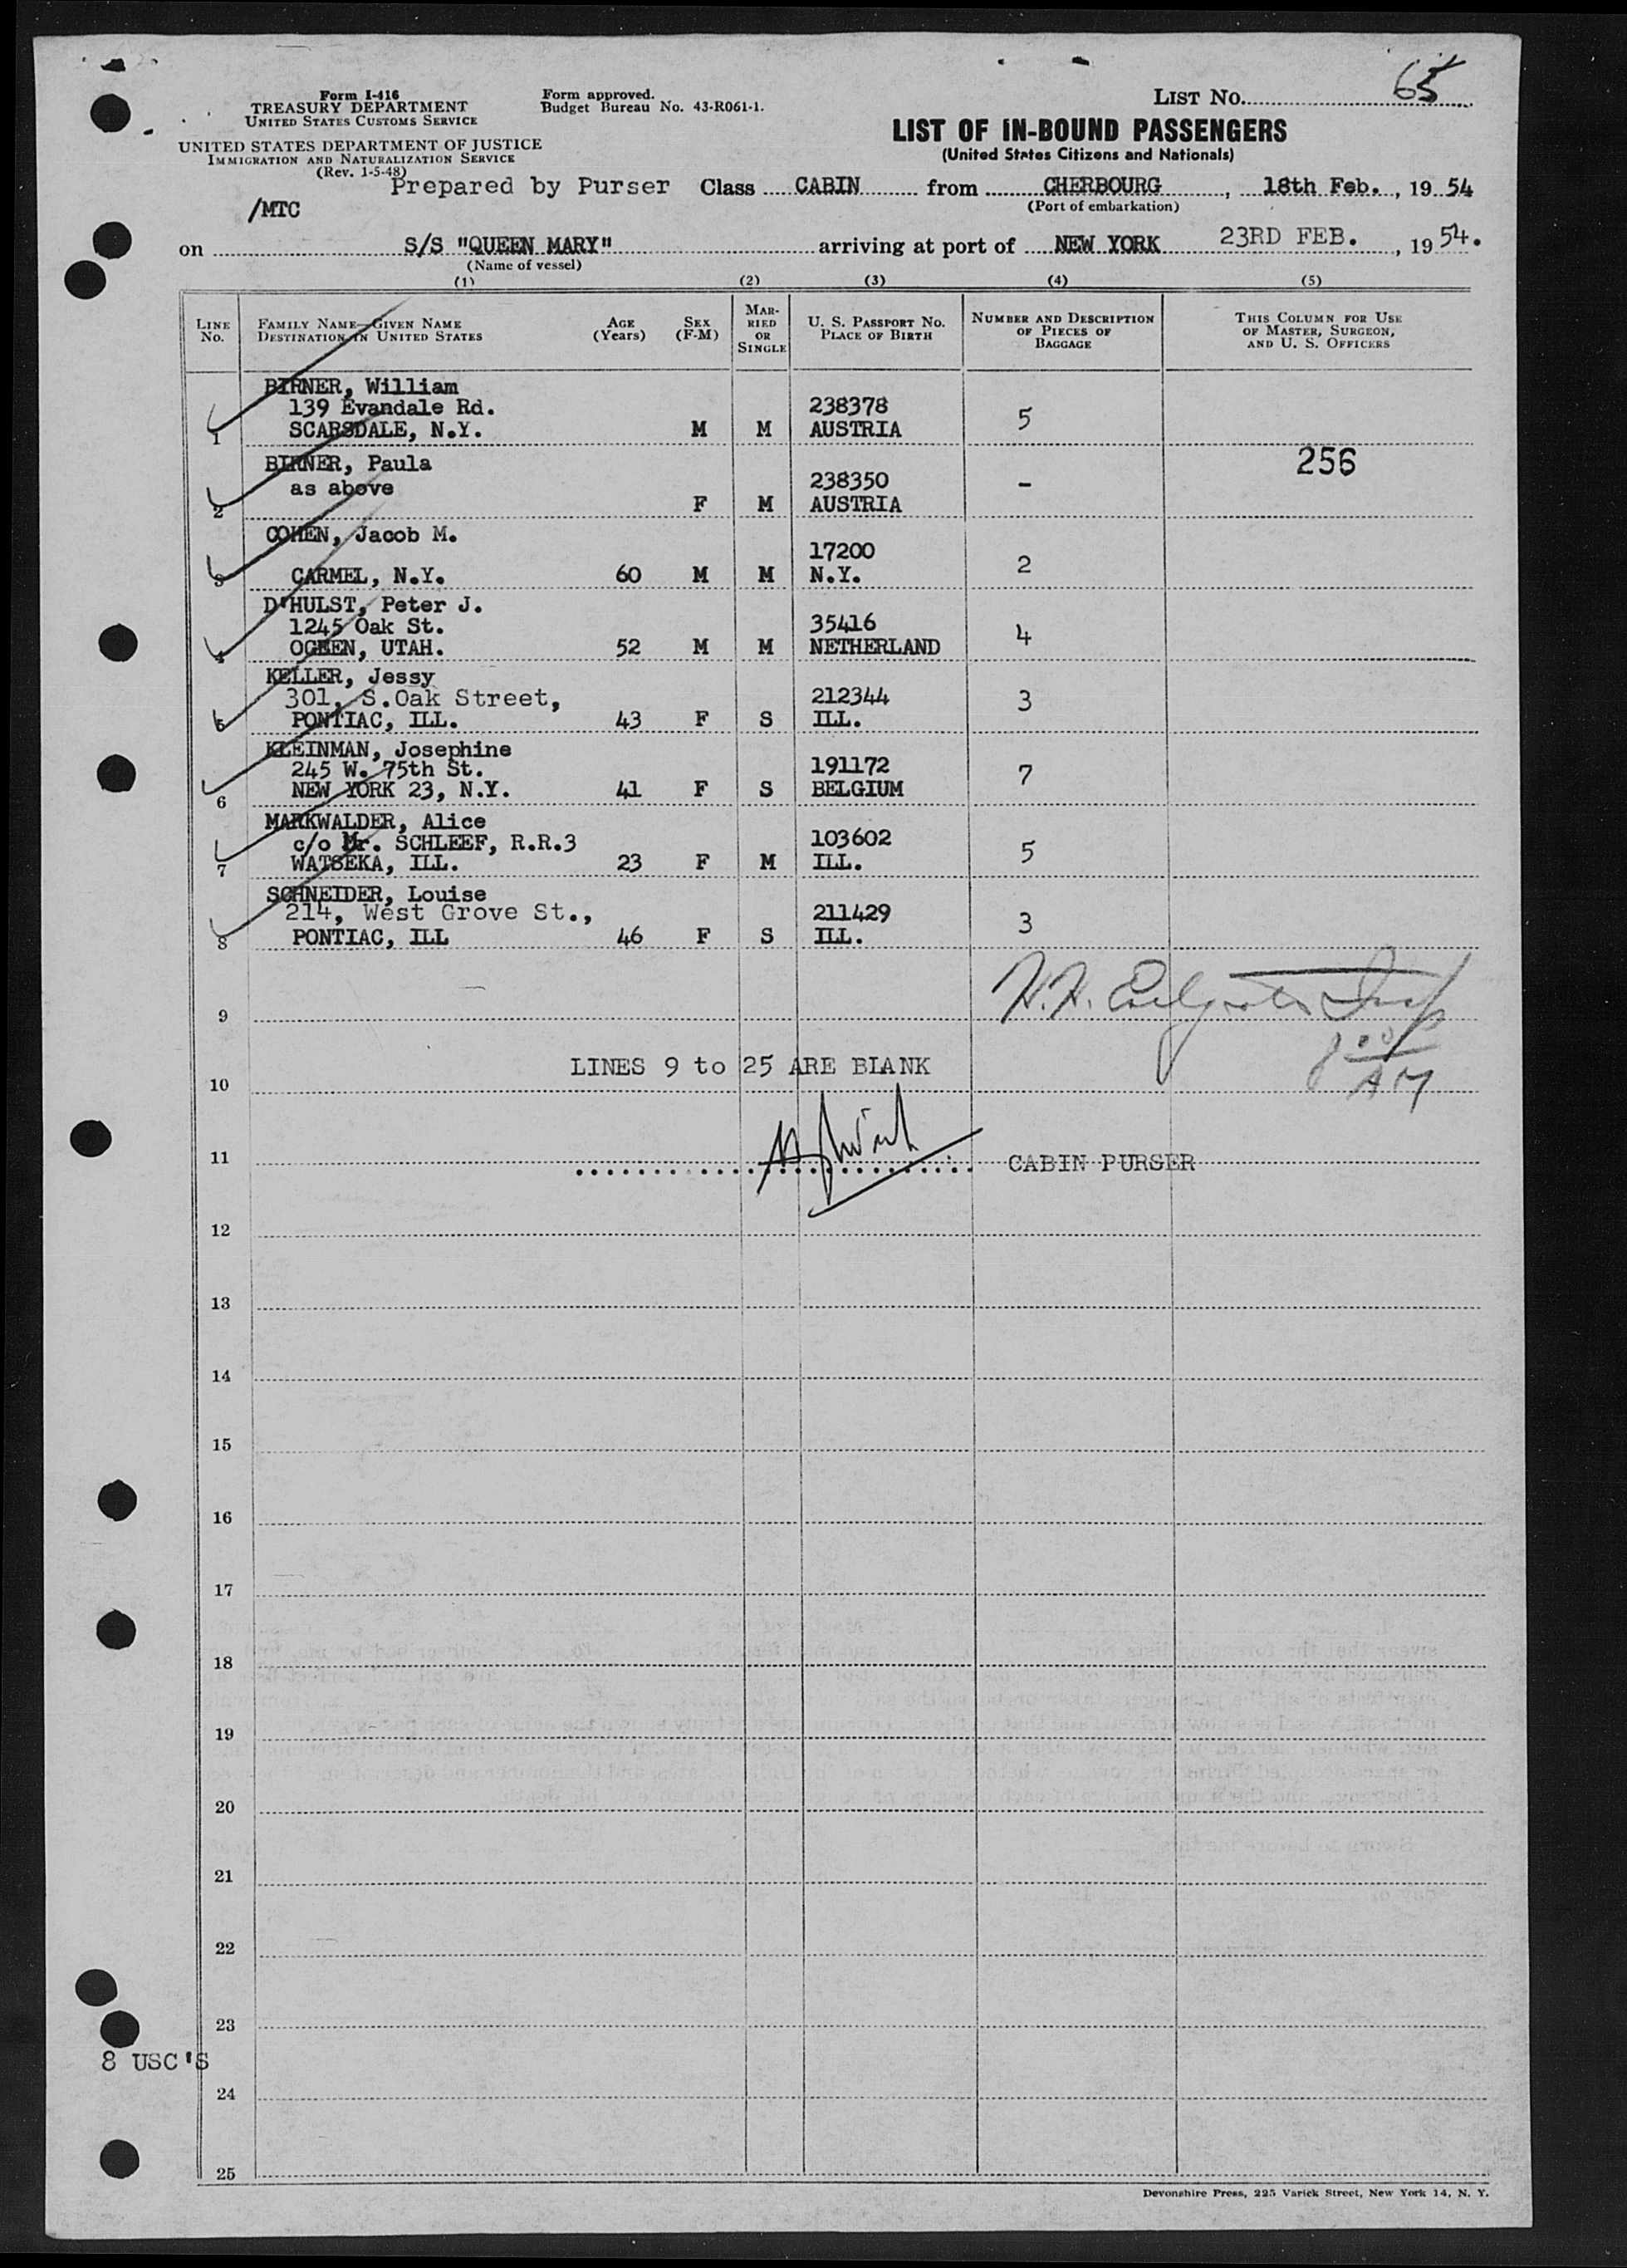 Form I-416
TREASURY DEPARTMENT
UNITED STATES CUSTOMS SERVICE
UNITED STATES DEPARTMENT OF JUSTICE
IMMIGRATION AND NATURALIZATION SERVICE
(Rev. 1-5-48)
Form approved.
Budget Bureau No. 43-R061-1.
LIST No. 65
LIST OF IN-BOUND PASSENGERS
(United States Citizens and Nationals)
Prepared by Purser Class CABIN from CHERBOURG, 18th Feb., 19 54
/MTC
(Port of embarkation)
on S/S "QUEEN MARY" arriving at port of NEW YORK 23RD FEB., 19 54.
(Name of vessel)
(1) (2) (3) (4) (5)
LINE No.
FAMILY NAME—GIVEN NAME
DESTINATION IN UNITED STATES
AGE (Years)
SEX (F-M)
MARRIED OR SINGLE
U. S. PASSPORT No.
PLACE OF BIRTH
NUMBER AND DESCRIPTION OF PIECES OF BAGGAGE
THIS COLUMN FOR USE OF MASTER, SURGEON, AND U. S. OFFICERS
BIRNER, William
139 Evandale Rd. 238378
1 SCARSDALE, N.Y. M M AUSTRIA 5
256
BIRNER, Paula
as above 238350
2 F M AUSTRIA -
COHEN, Jacob M.
17200
3 CARMEL, N.Y. 60 M M N.Y. 2
D'HULST, Peter J.
1245 Oak St. 35416
4 OGDEN, UTAH. 52 M M NETHERLAND 4
KELLER, Jessy
301, S.Oak Street, 212344
5 PONTIAC, ILL. 43 F S ILL. 3
KLEINMAN, Josephine
245 W. 75th St. 191172
6 NEW YORK 23, N.Y. 41 F S BELGIUM 7
MARKWALDER, Alice
c/o Mr. SCHLEEF, R.R.3 103602
7 WATSEKA, ILL. 23 F M ILL. 5
SCHNEIDER, Louise
214, West Grove St., 211429
8 PONTIAC, ILL 46 F S ILL. 3
9
LINES 9 to 25 ARE BLANK
AM
10
11 CABIN PURSER
12
13
14
15
16
17
18
19
20
21
22
23
8 USC'S
24
25
Devonshire Press, 225 Varick Street, New York 14, N. Y.